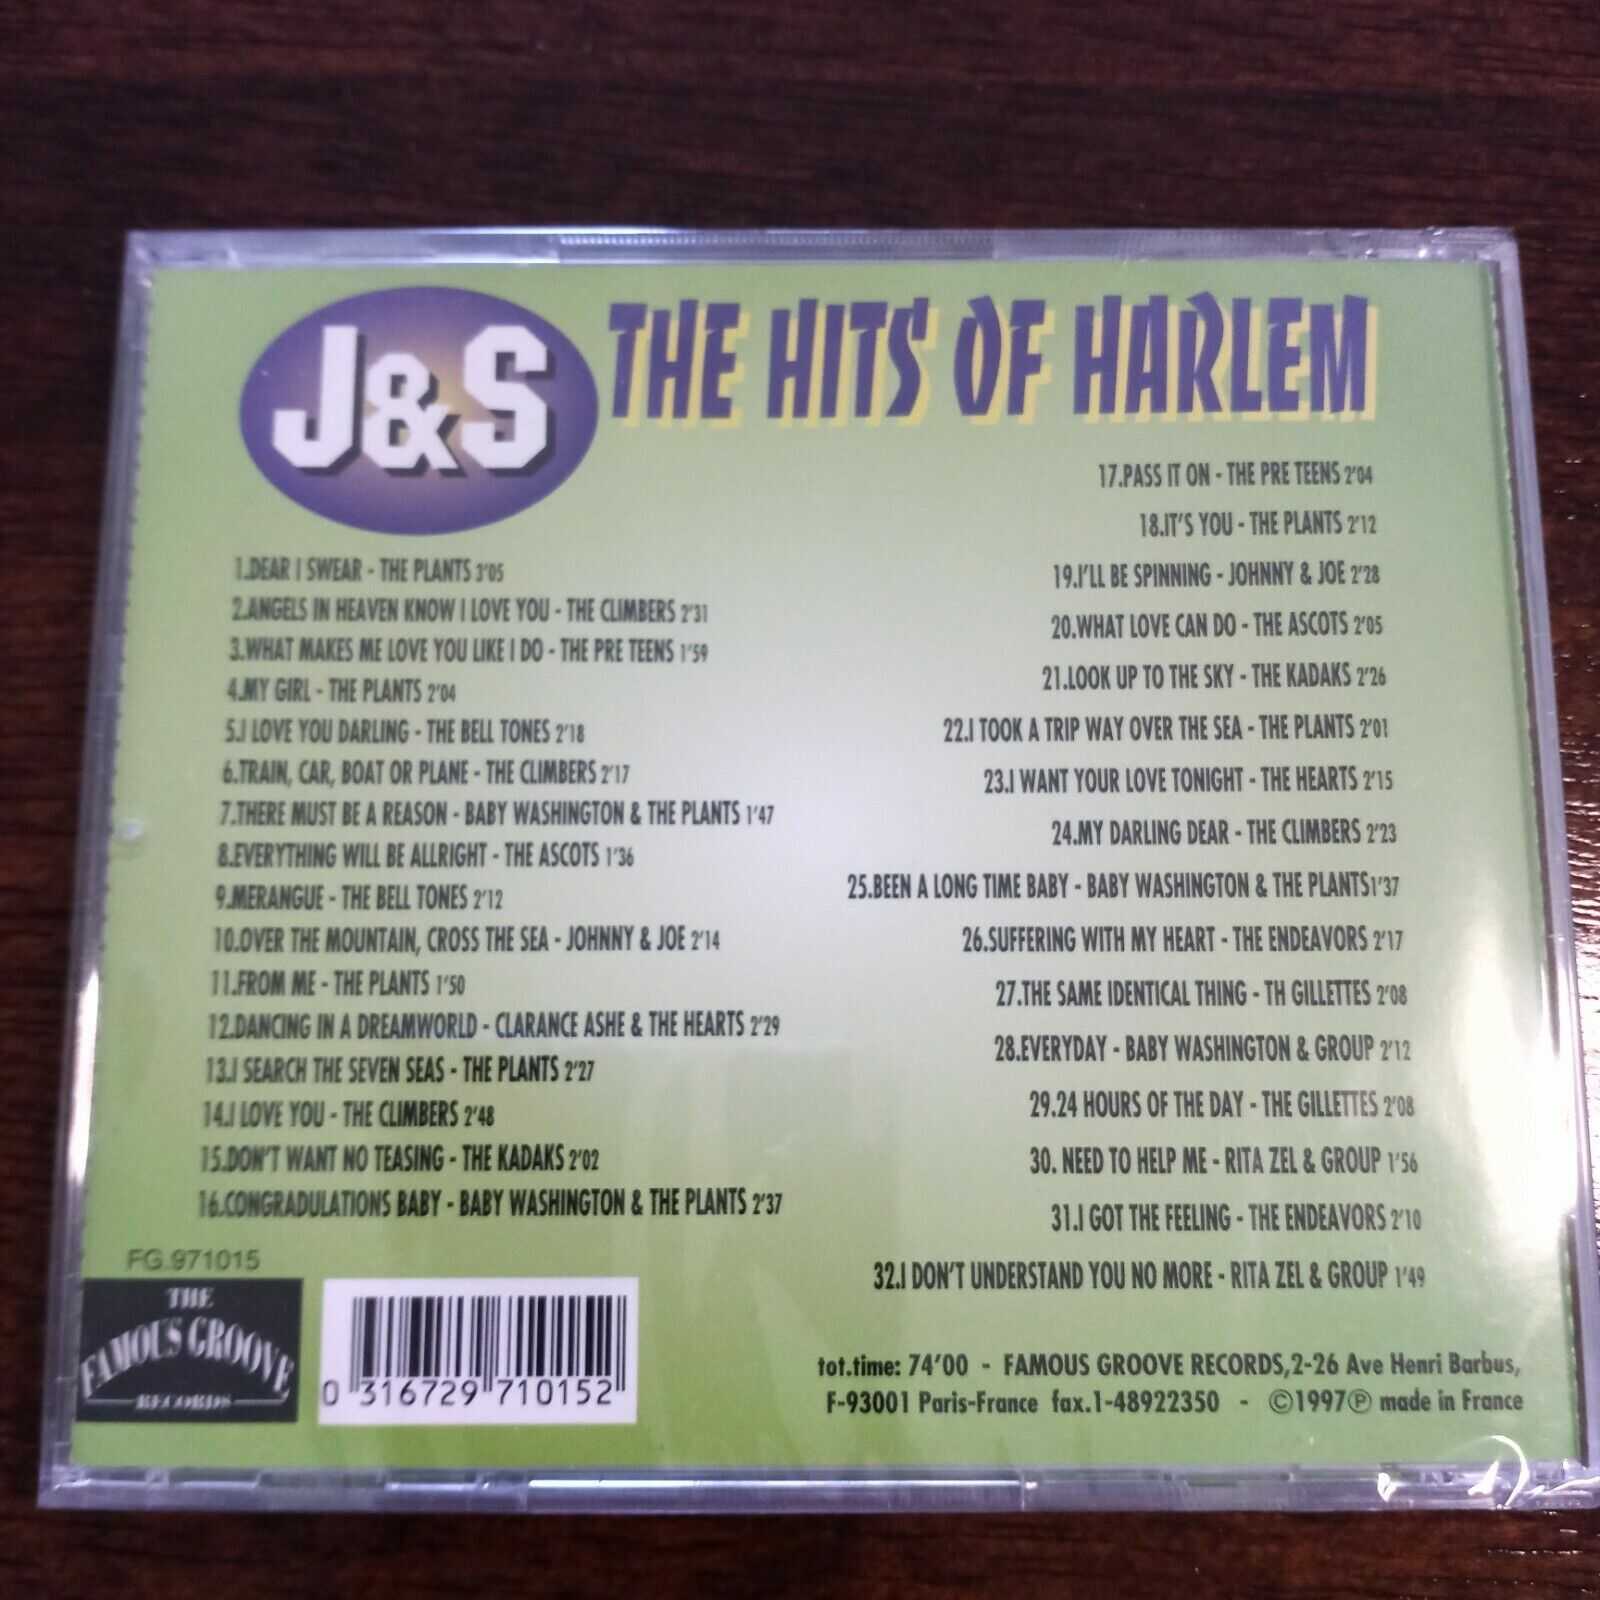 J&S
THE HITS OF HARLEM
1.DEAR I SWEAR - THE PLANTS 3'05
2.ANGELS IN HEAVEN KNOW I LOVE YOU - THE CLIMBERS 2'31
3.WHAT MAKES ME LOVE YOU LIKE I DO - THE PRE TEENS 1'59
4.MY GIRL - THE PLANTS 2'04
5.I LOVE YOU DARLING - THE BELL TONES 2'18
6.TRAIN, CAR, BOAT OR PLANE - THE CLIMBERS 2'17
7.THERE MUST BE A REASON - BABY WASHINGTON & THE PLANTS 1'47
8.EVERYTHING WILL BE ALLRIGHT - THE ASCOTS 1'36
9.MERANGUE - THE BELL TONES 2'12
10.OVER THE MOUNTAIN, CROSS THE SEA - JOHNNY & JOE 2'14
11.FROM ME - THE PLANTS 1'50
12.DANCING IN A DREAMWORLD - CLARANCE ASHE & THE HEARTS 2'29
13.I SEARCH THE SEVEN SEAS - THE PLANTS 2'27
14.I LOVE YOU - THE CLIMBERS 2'48
15.DON'T WANT NO TEASING - THE KADAKS 2'02
16.CONGRADULATIONS BABY - BABY WASHINGTON & THE PLANTS 2'37
17.PASS IT ON - THE PRE TEENS 2'04
18.IT'S YOU - THE PLANTS 2'12
19.I'LL BE SPINNING - JOHNNY & JOE 2'28
20.WHAT LOVE CAN DO - THE ASCOTS 2'05
21.LOOK UP TO THE SKY - THE KADAKS 2'26
22.I TOOK A TRIP WAY OVER THE SEA - THE PLANTS 2'01
23.I WANT YOUR LOVE TONIGHT - THE HEARTS 2'15
24.MY DARLING DEAR - THE CLIMBERS 2'23
25.BEEN A LONG TIME BABY - BABY WASHINGTON & THE PLANTS1'37
26.SUFFERING WITH MY HEART - THE ENDEAVORS 2'17
27.THE SAME IDENTICAL THING - TH GILLETTES 2'08
28.EVERYDAY - BABY WASHINGTON & GROUP 2'12
29.24 HOURS OF THE DAY - THE GILLETTES 2'08
30. NEED TO HELP ME - RITA ZEL & GROUP 1'56
31.I GOT THE FEELING - THE ENDEAVORS 2'10
32.I DON'T UNDERSTAND YOU NO MORE - RITA ZEL & GROUP 1'49
FG.971015
THE
FAMOUS GROOVE
RECORDS
0 316729 710152
tot.time: 74'00 - FAMOUS GROOVE RECORDS,2-26 Ave Henri Barbus,
F-93001 Paris-France fax.1-48922350 - ©1997℗ made in France